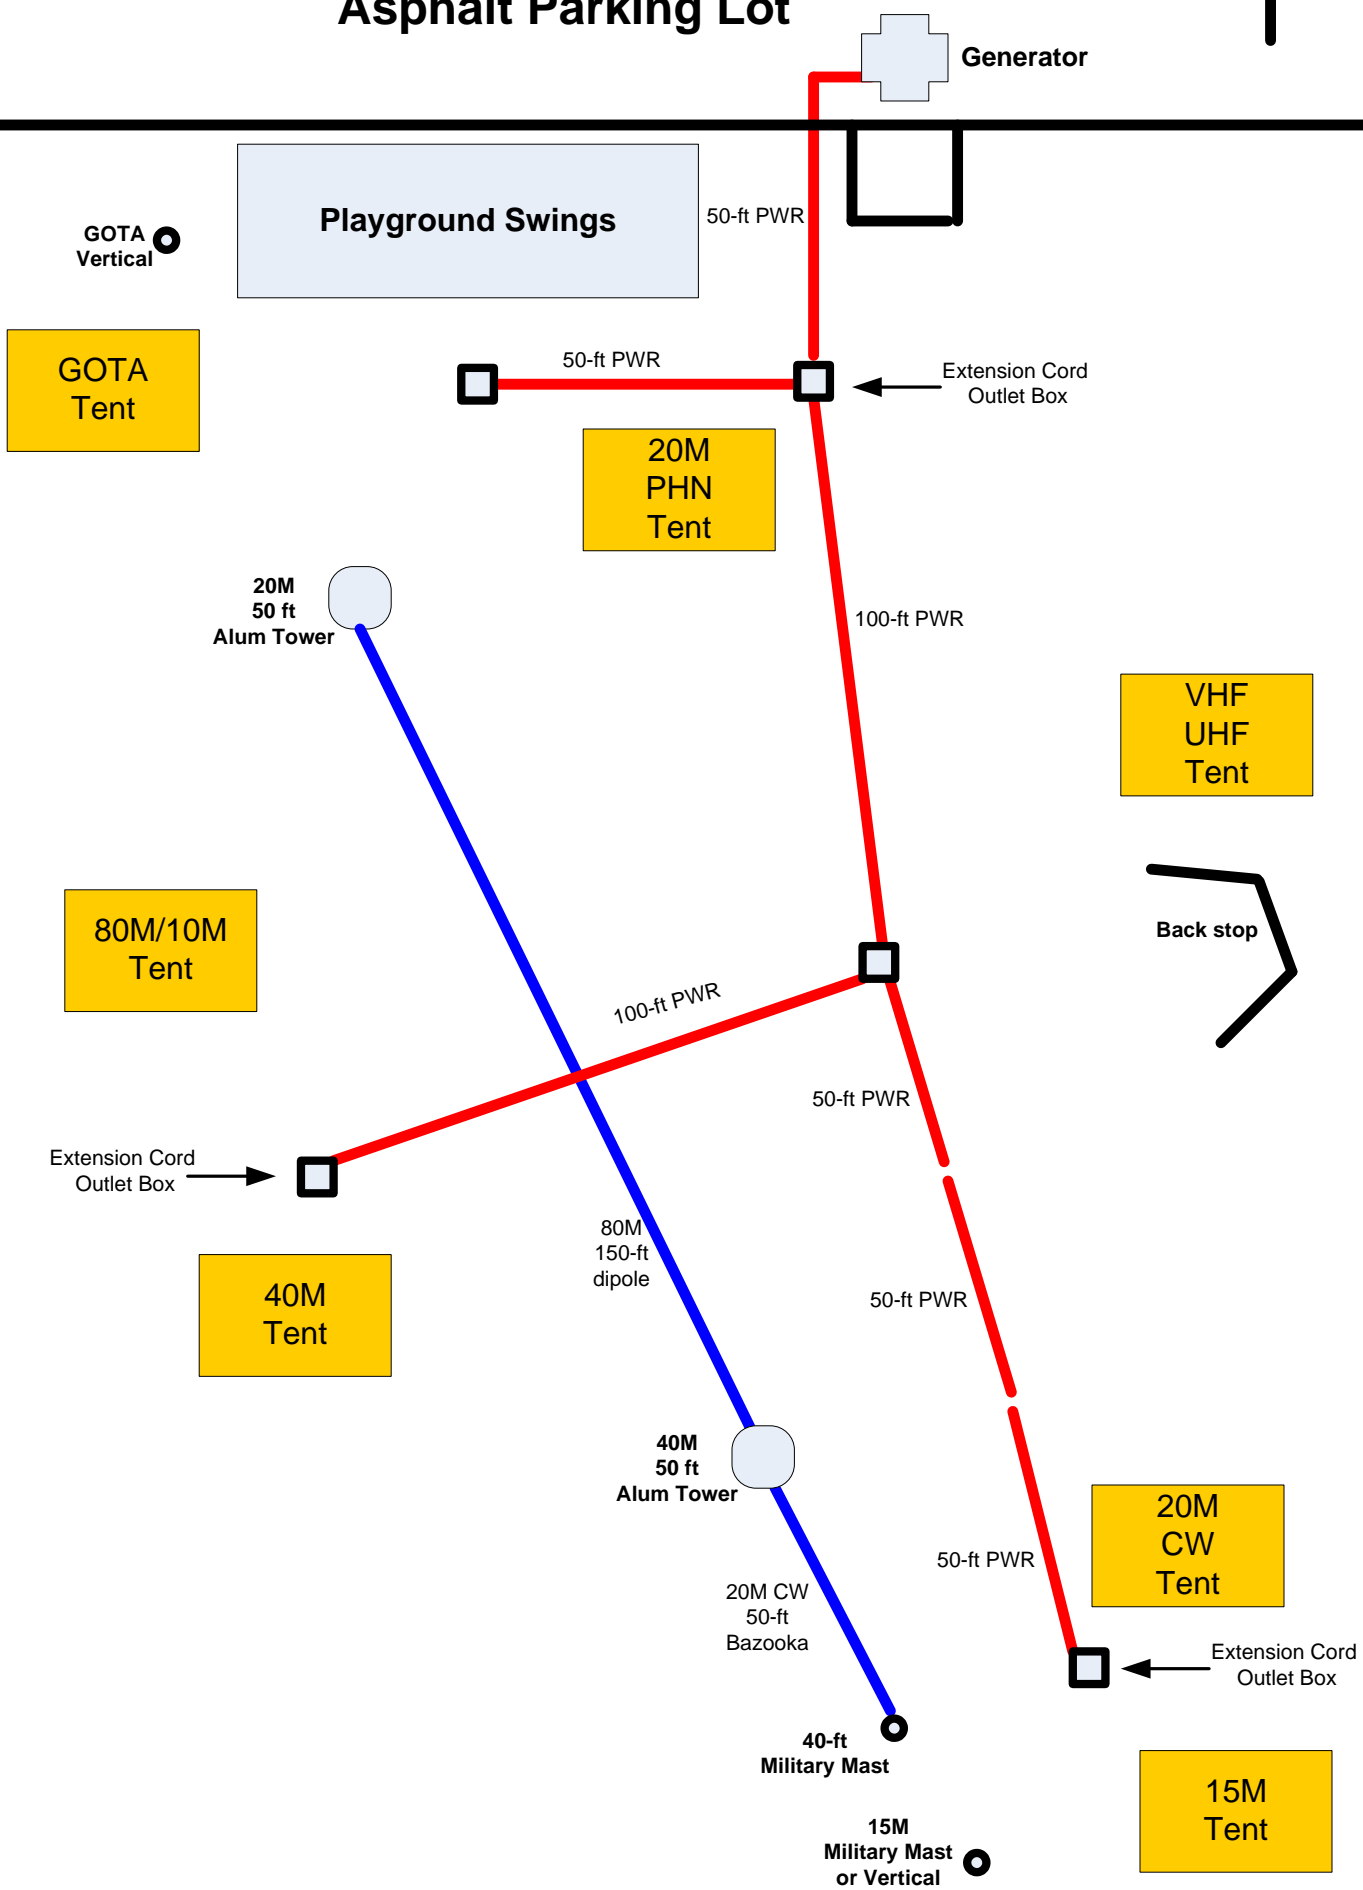 Asphalt Parking Lot
Generator
Playground Swings
50-ft PWR
GOTA
Vertical
GOTA
Tent
50-ft PWR
Extension Cord
Outlet Box
20M
PHN
Tent
20M
50 ft
Alum Tower
100-ft PWR
VHF
UHF
Tent
80M/10M
Tent
Back stop
100-ft PWR
50-ft PWR
Extension Cord
Outlet Box
80M
150-ft
dipole
40M
Tent
50-ft PWR
40M
50 ft
Alum Tower
20M
CW
Tent
50-ft PWR
20M CW
50-ft
Bazooka
Extension Cord
Outlet Box
40-ft
Military Mast
15M
Tent
15M
Military Mast
or Vertical